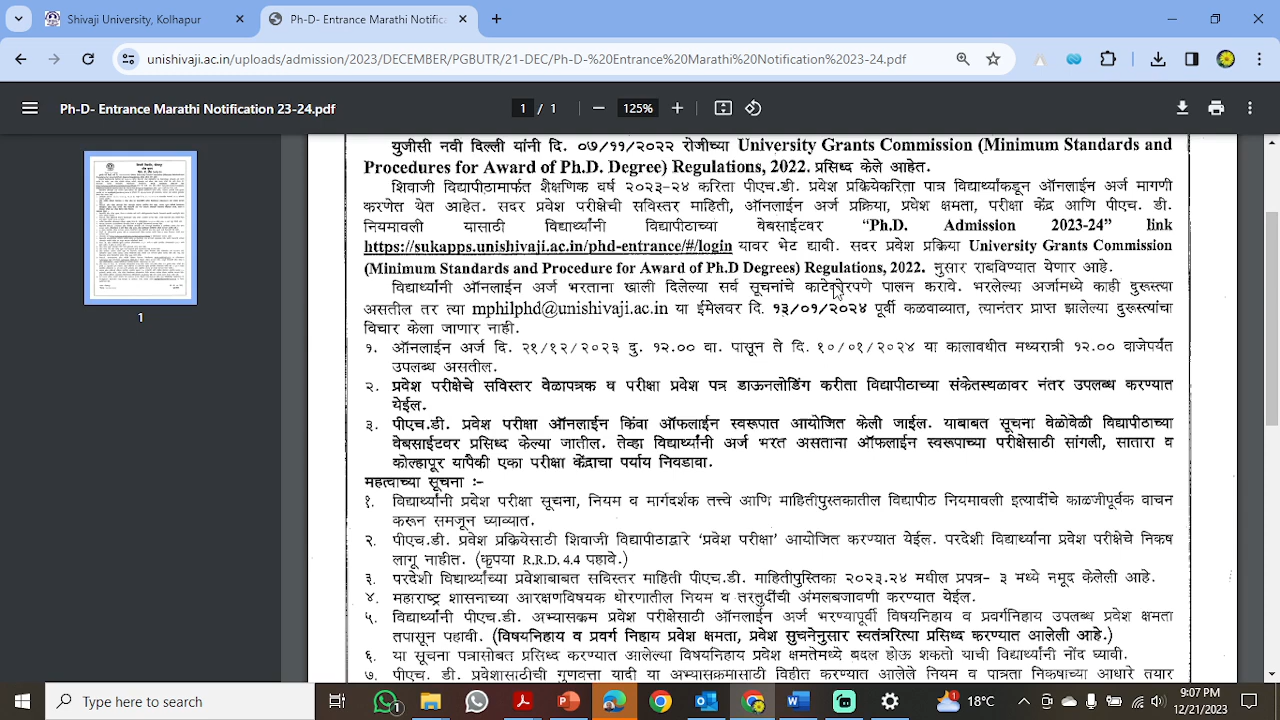 Shivaji University, Kolhapur
Ph-D- Entrance Marathi Notificat
unishivaji.ac.in/uploads/admission/2023/DECEMBER/PGBUTR/21-DEC/Ph-D-%20Entrance%20Marathi%20Notification%2023-24.pdf
Ph-D- Entrance Marathi Notification 23-24.pdf
1 / 1
125%
1
युजीसी नवी दिल्ली यांनी दि. ०७/११/२०२२ रोजीच्या University Grants Commission (Minimum Standards and
Procedures for Award of Ph.D. Degree) Regulations, 2022. प्रसिध्द केले आहेत.
शिवाजी विद्यापीठामार्फत शैक्षणिक वर्ष २०२३-२४ करिता पीएच.डी. प्रवेश प्रक्रियेकरिता पात्र विद्यार्थ्यांकडून ऑनलाईन अर्ज मागणी
करणेत येत आहेत. सदर प्रवेश परीक्षेची सविस्तर माहिती, ऑनलाईन अर्ज प्रक्रिया, प्रवेश क्षमता, परीक्षा केंद्र आणि पीएच. डी.
नियमावली यासाठी विद्यार्थ्यांनी विद्यापीठाच्या वेबसाईटवर “Ph.D. Admission 2023-24” link
https://sukapps.unishivaji.ac.in/phd-entrance/#/login यावर भेट द्यावी. सदर प्रवेश प्रक्रिया University Grants Commission
(Minimum Standards and Procedure for Award of Ph.D Degrees) Regulations, 2022. नुसार राबविण्यात येणार आहे.
विद्यार्थ्यांनी ऑनलाईन अर्ज भरताना खाली दिलेल्या सर्व सूचनांचे काटेकोरपणे पालन करावे. भरलेल्या अर्जामध्ये काही दुरूस्त्या
असतील तर त्या mphilphd@unishivaji.ac.in या ईमेलवर दि. १३/०१/२०२४ पूर्वी कळवाव्यात, त्यानंतर प्राप्त झालेल्या दुरूस्त्यांचा
विचार केला जाणार नाही.
१. ऑनलाईन अर्ज दि. २१/१२/२०२३ दु. १२.०० वा. पासून ते दि. १०/०१/२०२४ या कालावधीत मध्यरात्री १२.०० वाजेपर्यंत
उपलब्ध असतील.
२. प्रवेश परीक्षेचे सविस्तर वेळापत्रक व परीक्षा प्रवेश पत्र डाऊनलोडिंग करीता विद्यापीठाच्या संकेतस्थळावर नंतर उपलब्ध करण्यात
येईल.
३. पीएच.डी. प्रवेश परीक्षा ऑनलाईन किंवा ऑफलाईन स्वरूपात आयोजित केली जाईल. याबाबत सूचना वेळोवेळी विद्यापीठाच्या
वेबसाईटवर प्रसिध्द केल्या जातील. तेव्हा विद्यार्थ्यांनी अर्ज भरत असताना ऑफलाईन स्वरूपाच्या परीक्षेसाठी सांगली, सातारा व
कोल्हापूर यापैकी एका परीक्षा केंद्राचा पर्याय निवडावा.
महत्वाच्या सूचना :-
१. विद्यार्थ्यांनी प्रवेश परीक्षा सूचना, नियम व मार्गदर्शक तत्त्वे आणि माहितीपुस्तकातील विद्यापीठ नियमावली इत्यादींचे काळजीपूर्वक वाचन
करून समजून घ्याव्यात.
२. पीएच.डी. प्रवेश प्रक्रियेसाठी शिवाजी विद्यापीठाद्वारे ‘प्रवेश परीक्षा’ आयोजित करण्यात येईल. परदेशी विद्यार्थ्यांना प्रवेश परीक्षेचे निकष
लागू नाहीत. (कृपया R.R.D. 4.4 पहावे.)
३. परदेशी विद्यार्थ्यांच्या प्रवेशाबाबत सविस्तर माहिती पीएच.डी. माहितीपुस्तिका २०२३.२४ मधील प्रपत्र- ३ मध्ये नमूद केलेली आहे.
४. महाराष्ट्र शासनाच्या आरक्षणविषयक धोरणातील नियम व तरतुदींची अंमलबजावणी करण्यात येईल.
५. विद्यार्थ्यांनी पीएच.डी. अभ्यासक्रम प्रवेश परीक्षेसाठी ऑनलाईन अर्ज भरण्यापूर्वी विषयनिहाय व प्रवर्गनिहाय उपलब्ध प्रवेश क्षमता
तपासून पहावी. (विषयनिहाय व प्रवर्ग निहाय प्रवेश क्षमता, प्रवेश सुचनेनुसार स्वतंत्ररित्या प्रसिध्द करण्यात आलेली आहे.)
६. या सूचना पत्रासोबत प्रसिध्द करण्यात आलेल्या विषयनिहाय प्रवेश क्षमतेमध्ये बदल होऊ शकतो याची विद्यार्थ्यांनी नोंद घ्यावी.
७. पीएच. डी. प्रवेशासाठीची गुणवत्ता यादी या अभ्यासक्रमासाठी विहीत करण्यात आलेले नियम व पात्रता निकषाच्या आधारे तयार
Type here to search
1
18°C
9:07 PM
12/21/2023